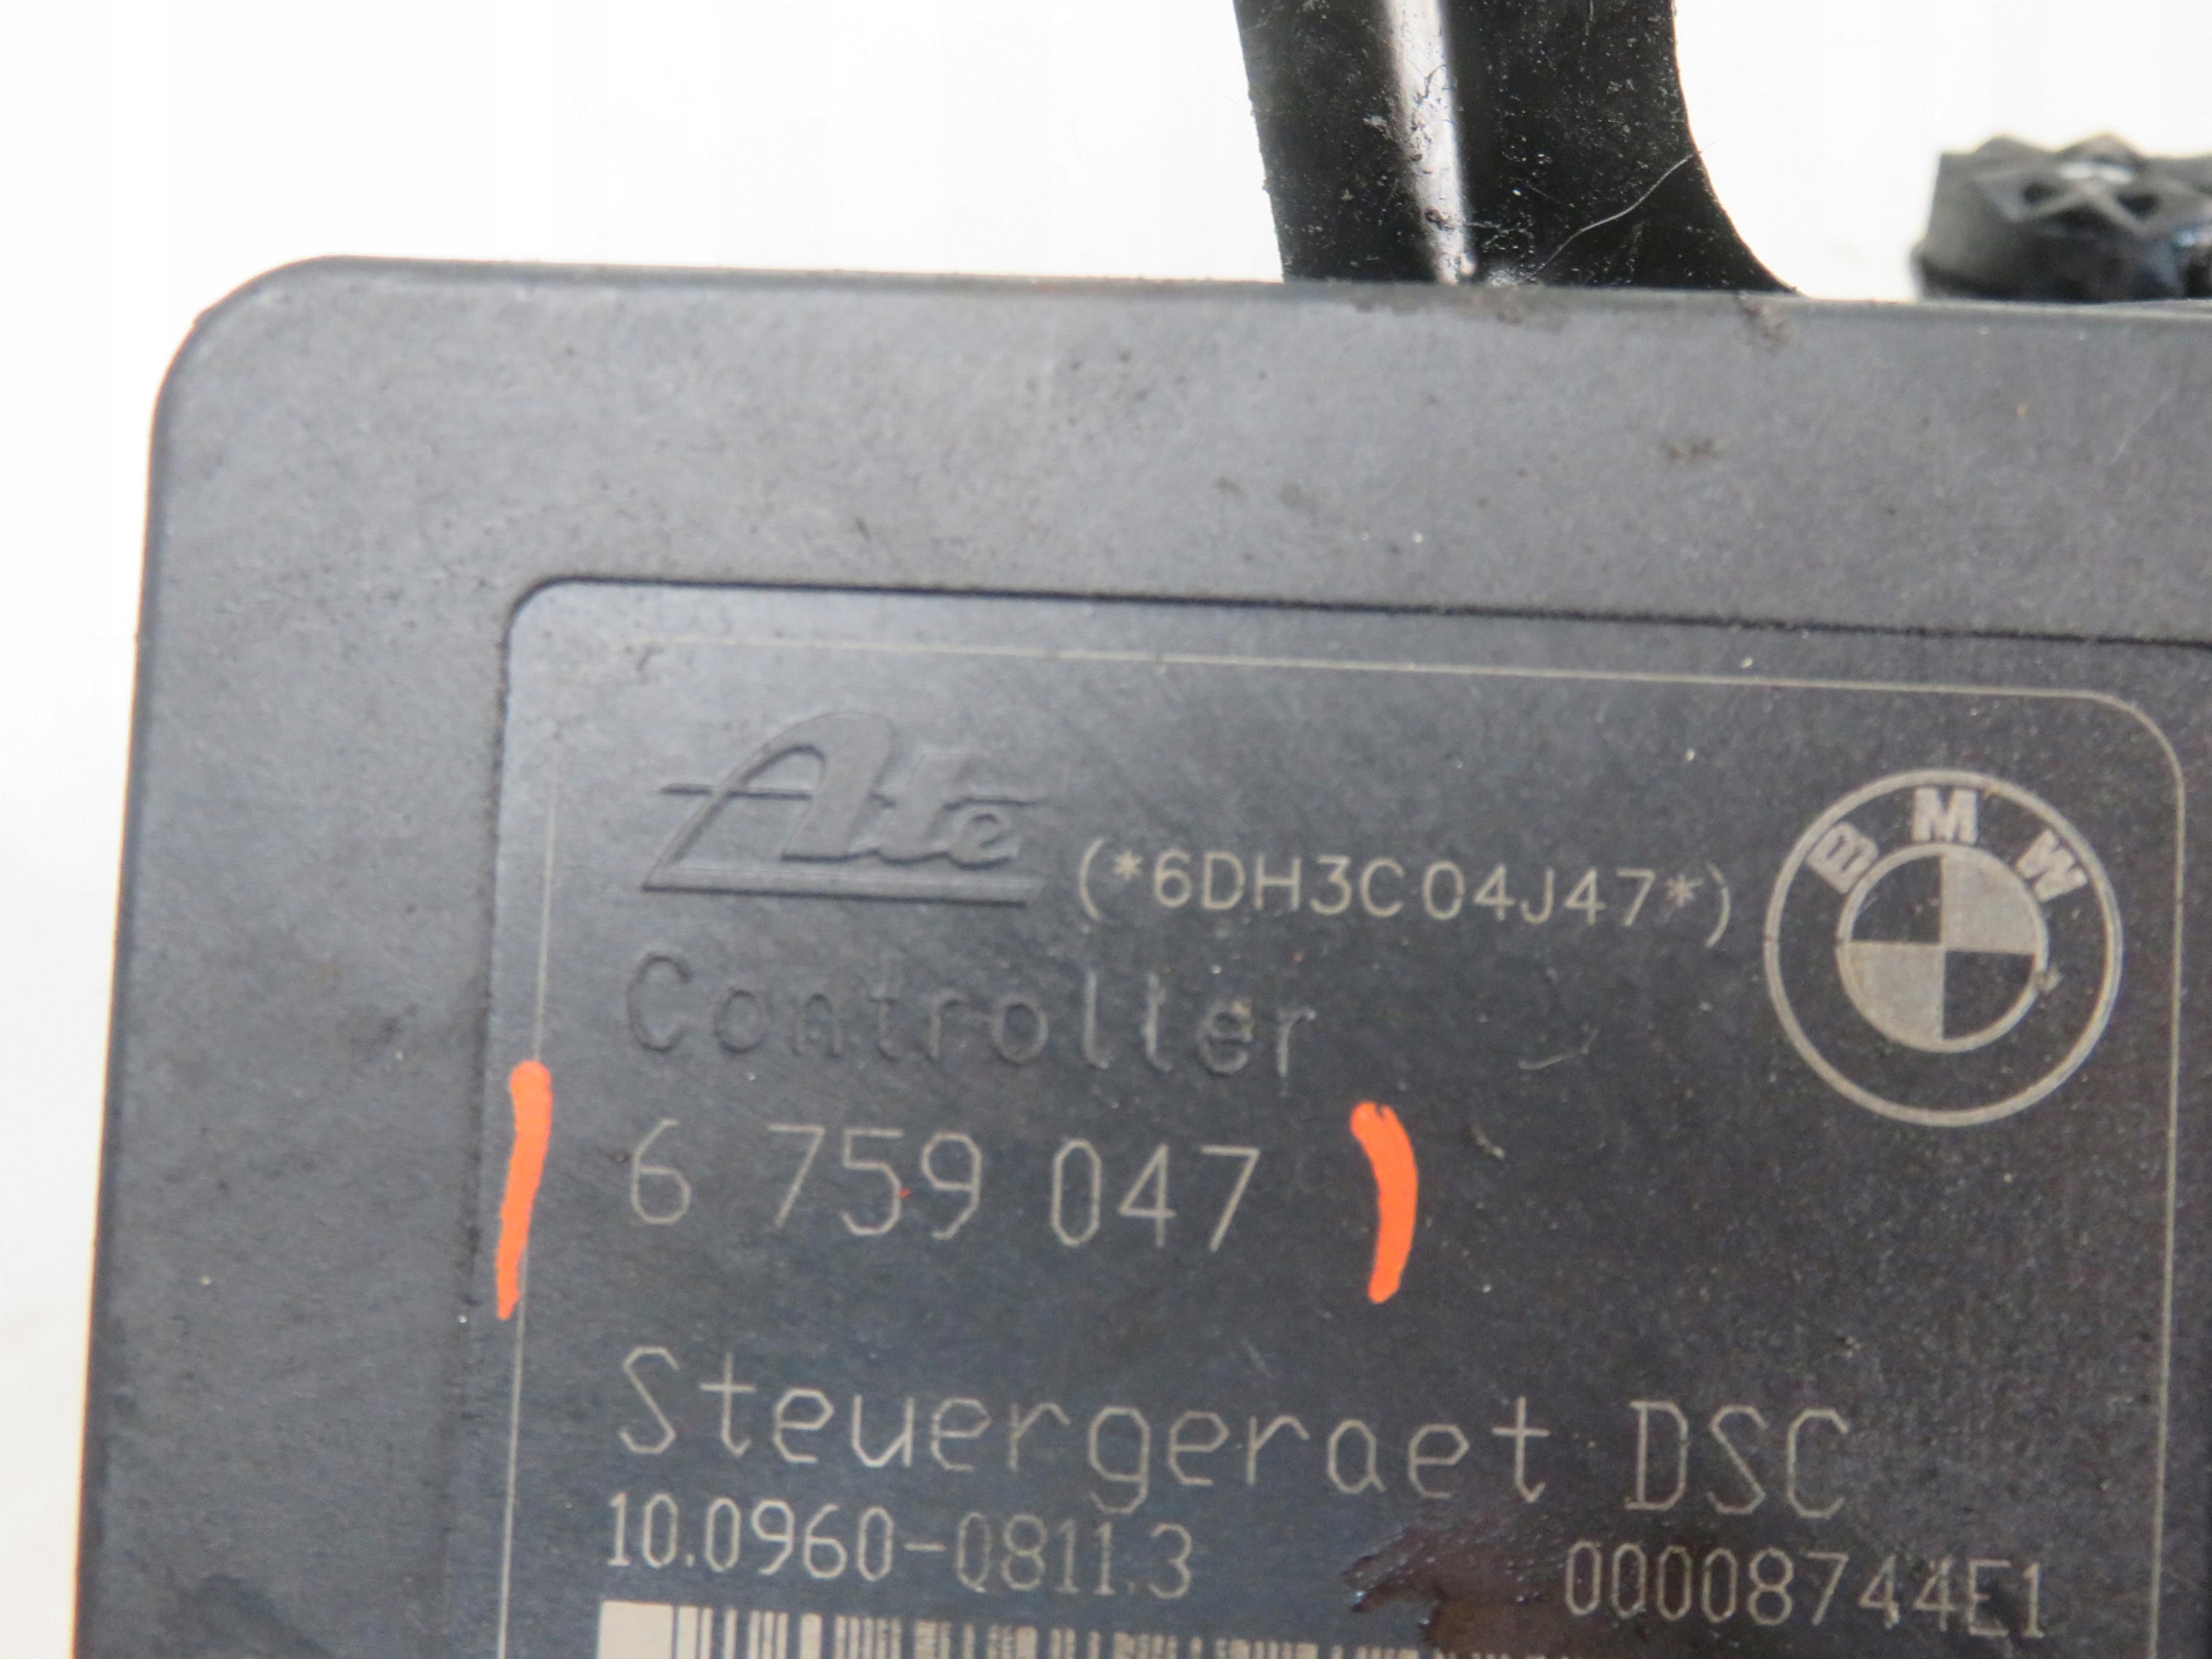 Ate (*6DH3C04J47*)
BMW
Controller
6 759 047
Steuergeraet DSC
10.0960-0811.3 00008744E1